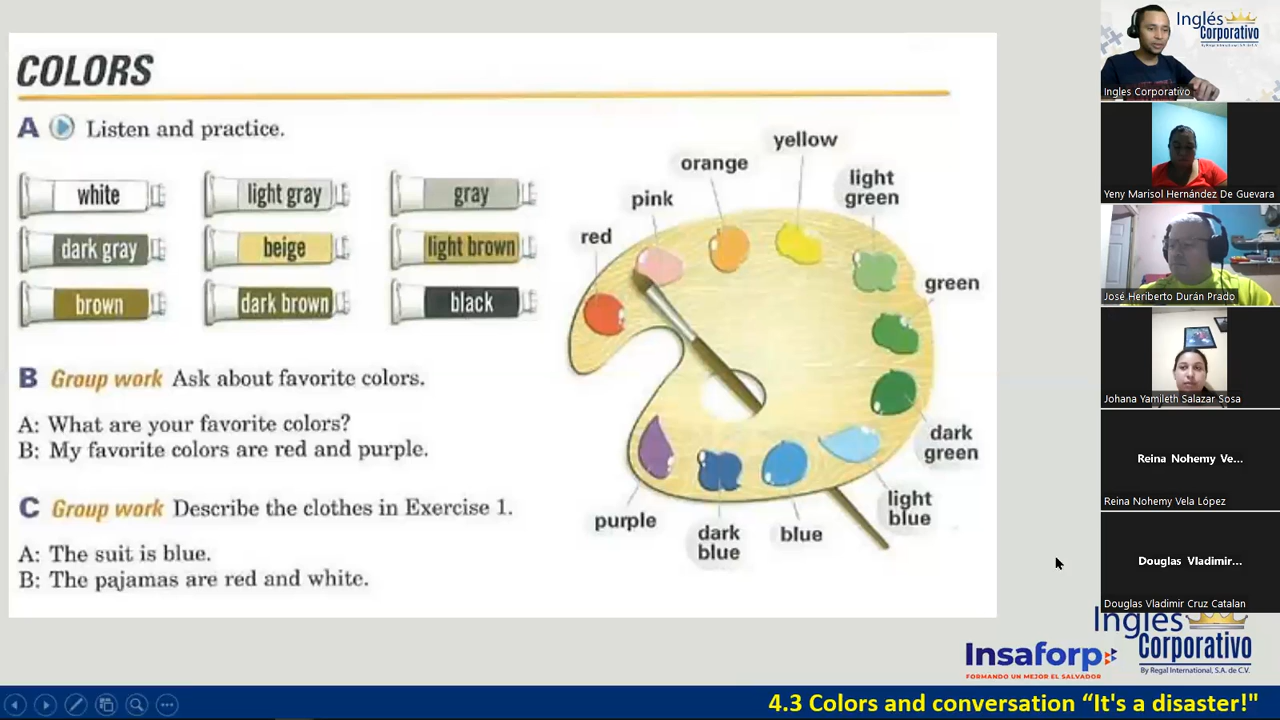 COLORS
A Listen and practice.
white light gray gray
dark gray beige light brown
brown dark brown black
red
pink
orange
yellow
light
green
green
dark
green
light
blue
blue
dark
blue
purple
B Group work Ask about favorite colors.
A: What are your favorite colors?
B: My favorite colors are red and purple.
C Group work Describe the clothes in Exercise 1.
A: The suit is blue.
B: The pajamas are red and white.
Inglés
Corporativo
By Regal International, S.A. de C.V.
Ingles Corporativo
Yeny Marisol Hernández De Guevara
José Heriberto Durán Prado
Johana Yamileth Salazar Sosa
Reina Nohemy Ve...
Reina Nohemy Vela López
Douglas Vladimir...
Douglas Vladimir Cruz Catalan
Insaforp
FORMANDO UN MEJOR EL SALVADOR
Inglés
Corporativo
By Regal International, S.A. de C.V.
4.3 Colors and conversation “It's a disaster!"